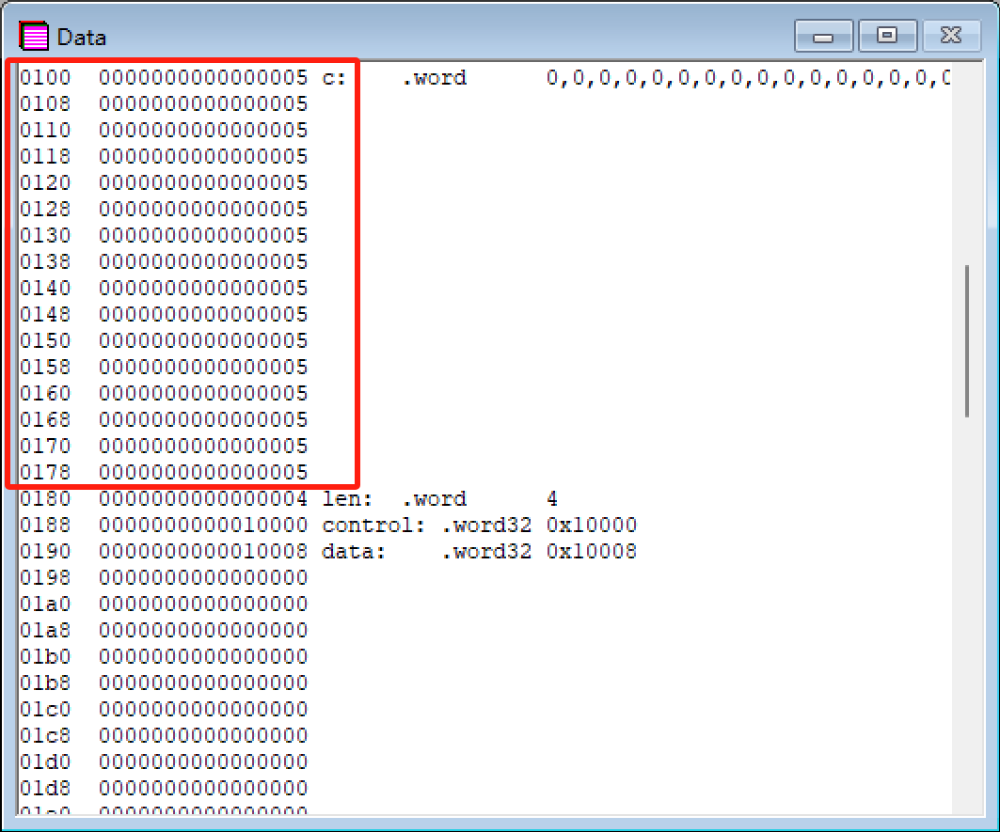 Data
0100 0000000000000005 c: .word 0,0,0,0,0,0,0,0,0,0,0,0,0,0,0,
0108 0000000000000005
0110 0000000000000005
0118 0000000000000005
0120 0000000000000005
0128 0000000000000005
0130 0000000000000005
0138 0000000000000005
0140 0000000000000005
0148 0000000000000005
0150 0000000000000005
0158 0000000000000005
0160 0000000000000005
0168 0000000000000005
0170 0000000000000005
0178 0000000000000005
0180 0000000000000004 len: .word 4
0188 0000000000010000 control: .word32 0x10000
0190 0000000000010008 data: .word32 0x10008
0198 0000000000000000
01a0 0000000000000000
01a8 0000000000000000
01b0 0000000000000000
01b8 0000000000000000
01c0 0000000000000000
01c8 0000000000000000
01d0 0000000000000000
01d8 0000000000000000